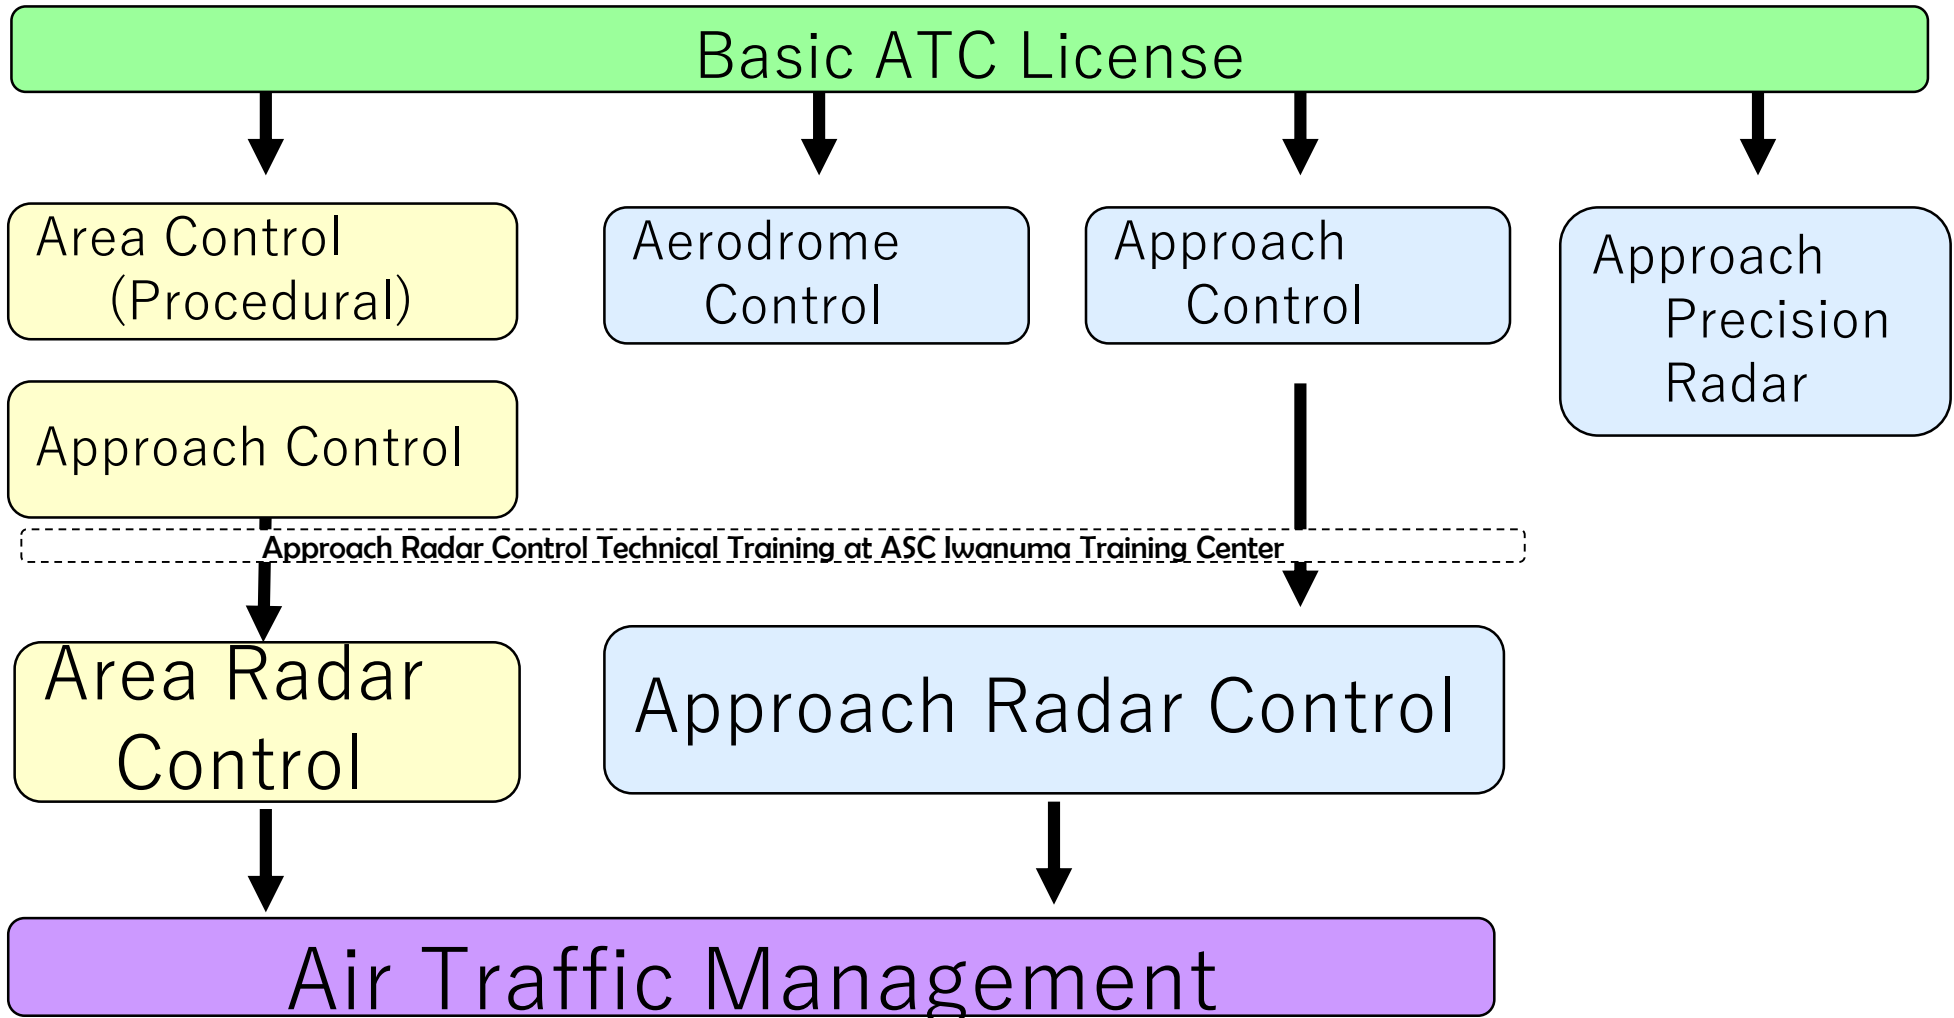 Basic ATC License
Area Control
(Procedural)
Aerodrome
Control
Approach
Control
Approach
Precision
Radar
Approach Control
Approach Radar Control Technical Training at ASC Iwanuma Training Center
Area Radar
Control
Approach Radar Control
Air Traffic Management